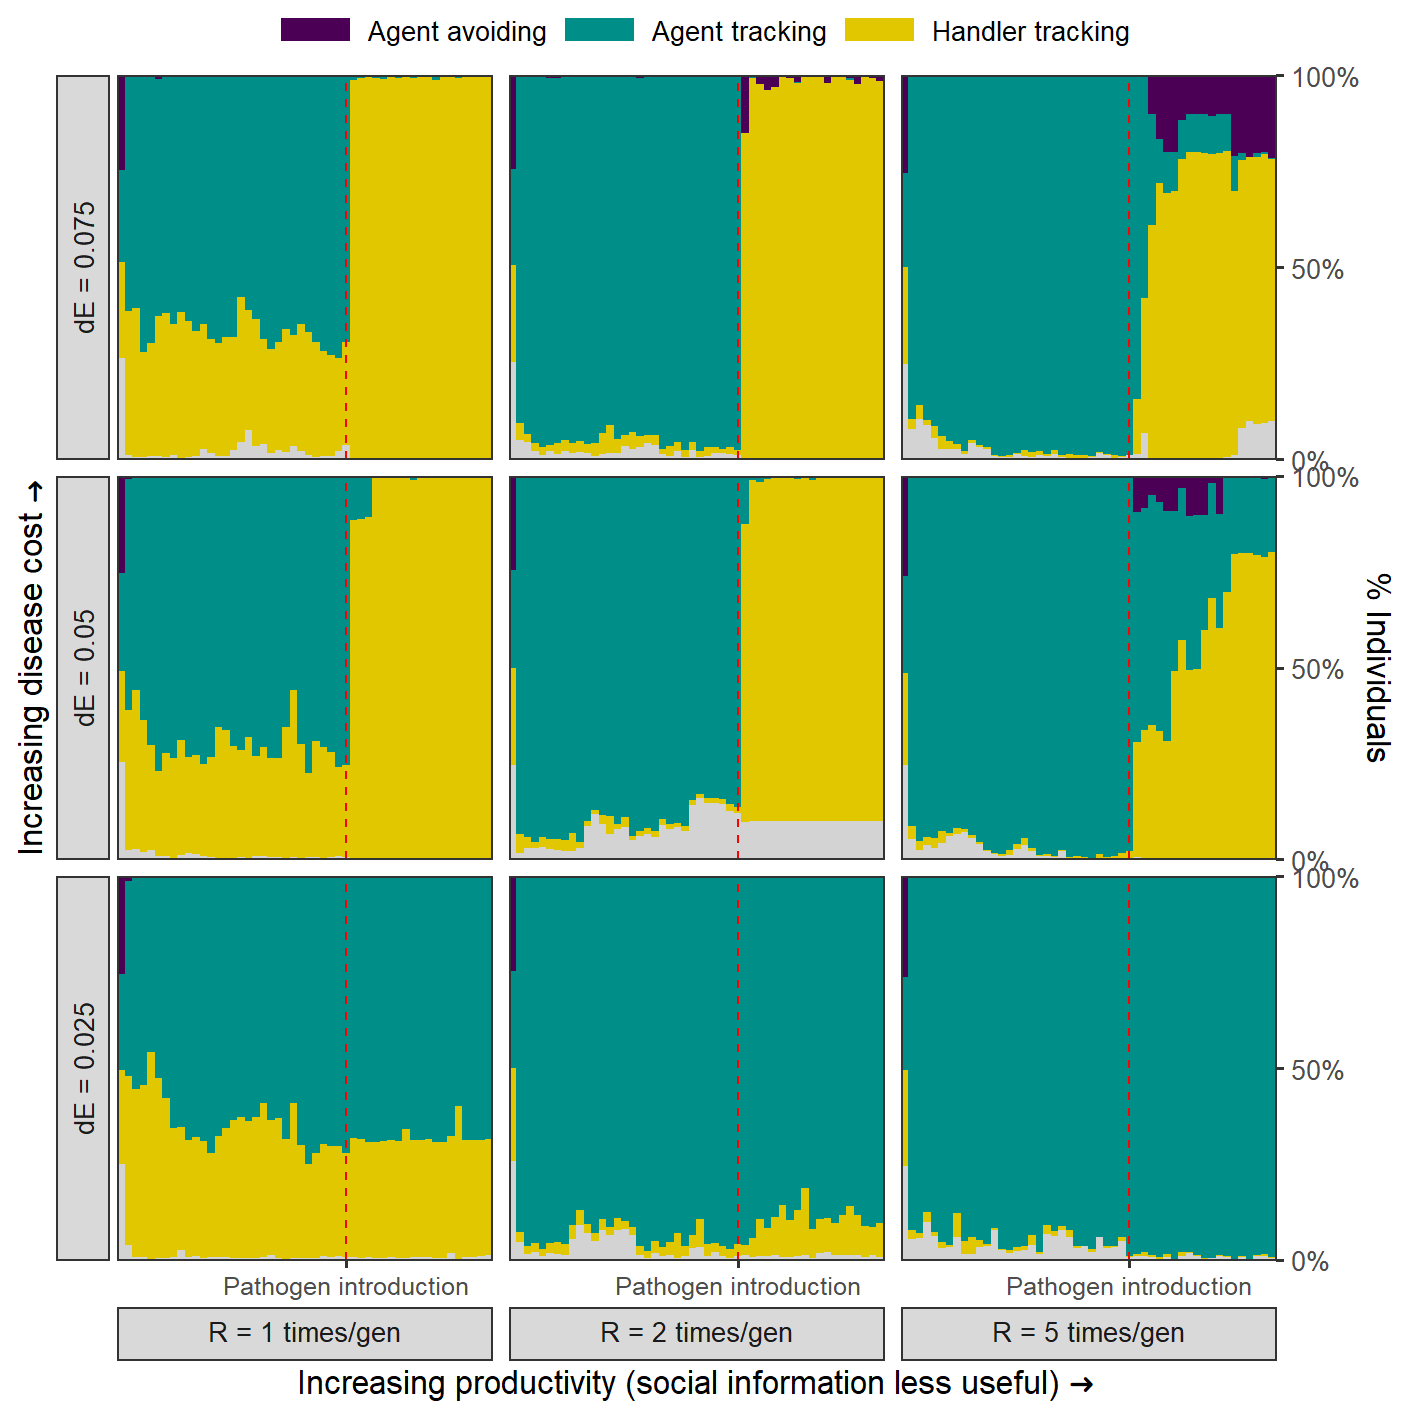 Agent avoiding Agent tracking Handler tracking
dE = 0.075
100%
50%
0%
dE = 0.05
100%
50%
0%
dE = 0.025
100%
50%
0%
Increasing disease cost →
% Individuals
Pathogen introduction Pathogen introduction Pathogen introduction
R = 1 times/gen R = 2 times/gen R = 5 times/gen
Increasing productivity (social information less useful) →